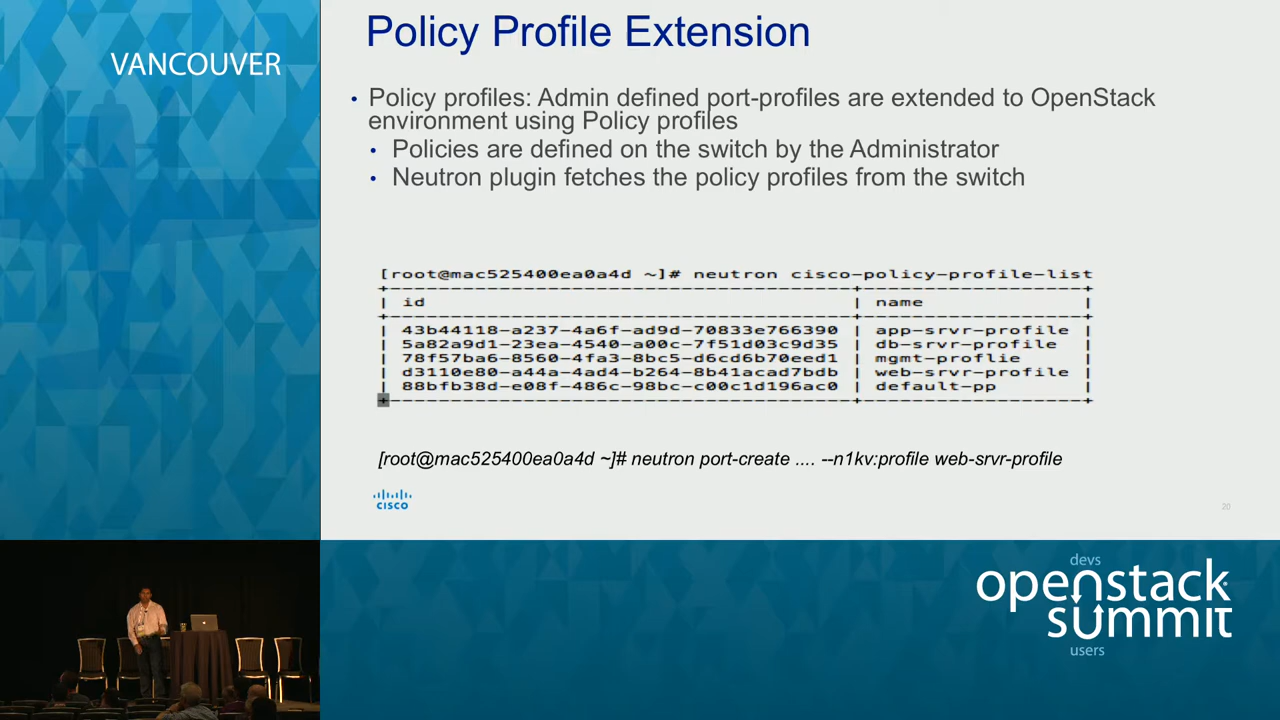 VANCOUVER
Policy Profile Extension
• Policy profiles: Admin defined port-profiles are extended to OpenStack
environment using Policy profiles
• Policies are defined on the switch by the Administrator
• Neutron plugin fetches the policy profiles from the switch
[root@mac525400ea0a4d ~]# neutron cisco-policy-profile-list
+--------------------------------------+-------------------+
| id | name |
+--------------------------------------+-------------------+
| 43b44118-a237-4a6f-ad9d-70833e766390 | app-srvr-profile |
| 5a82a9d1-23ea-4540-a00c-7f51d03c9d35 | db-srvr-profile |
| 78f57ba6-8560-4fa3-8bc5-d6cd6b70eed1 | mgmt-proflie |
| d3110e80-a44a-4ad4-b264-8b41acad7bdb | web-srvr-profile |
| 88bfb38d-e08f-486c-98bc-c00c1d196ac0 | default-pp |
+--------------------------------------+-------------------+
[root@mac525400ea0a4d ~]# neutron port-create .... --n1kv:profile web-srvr-profile
CISCO
20
devs
openstack
summit
users